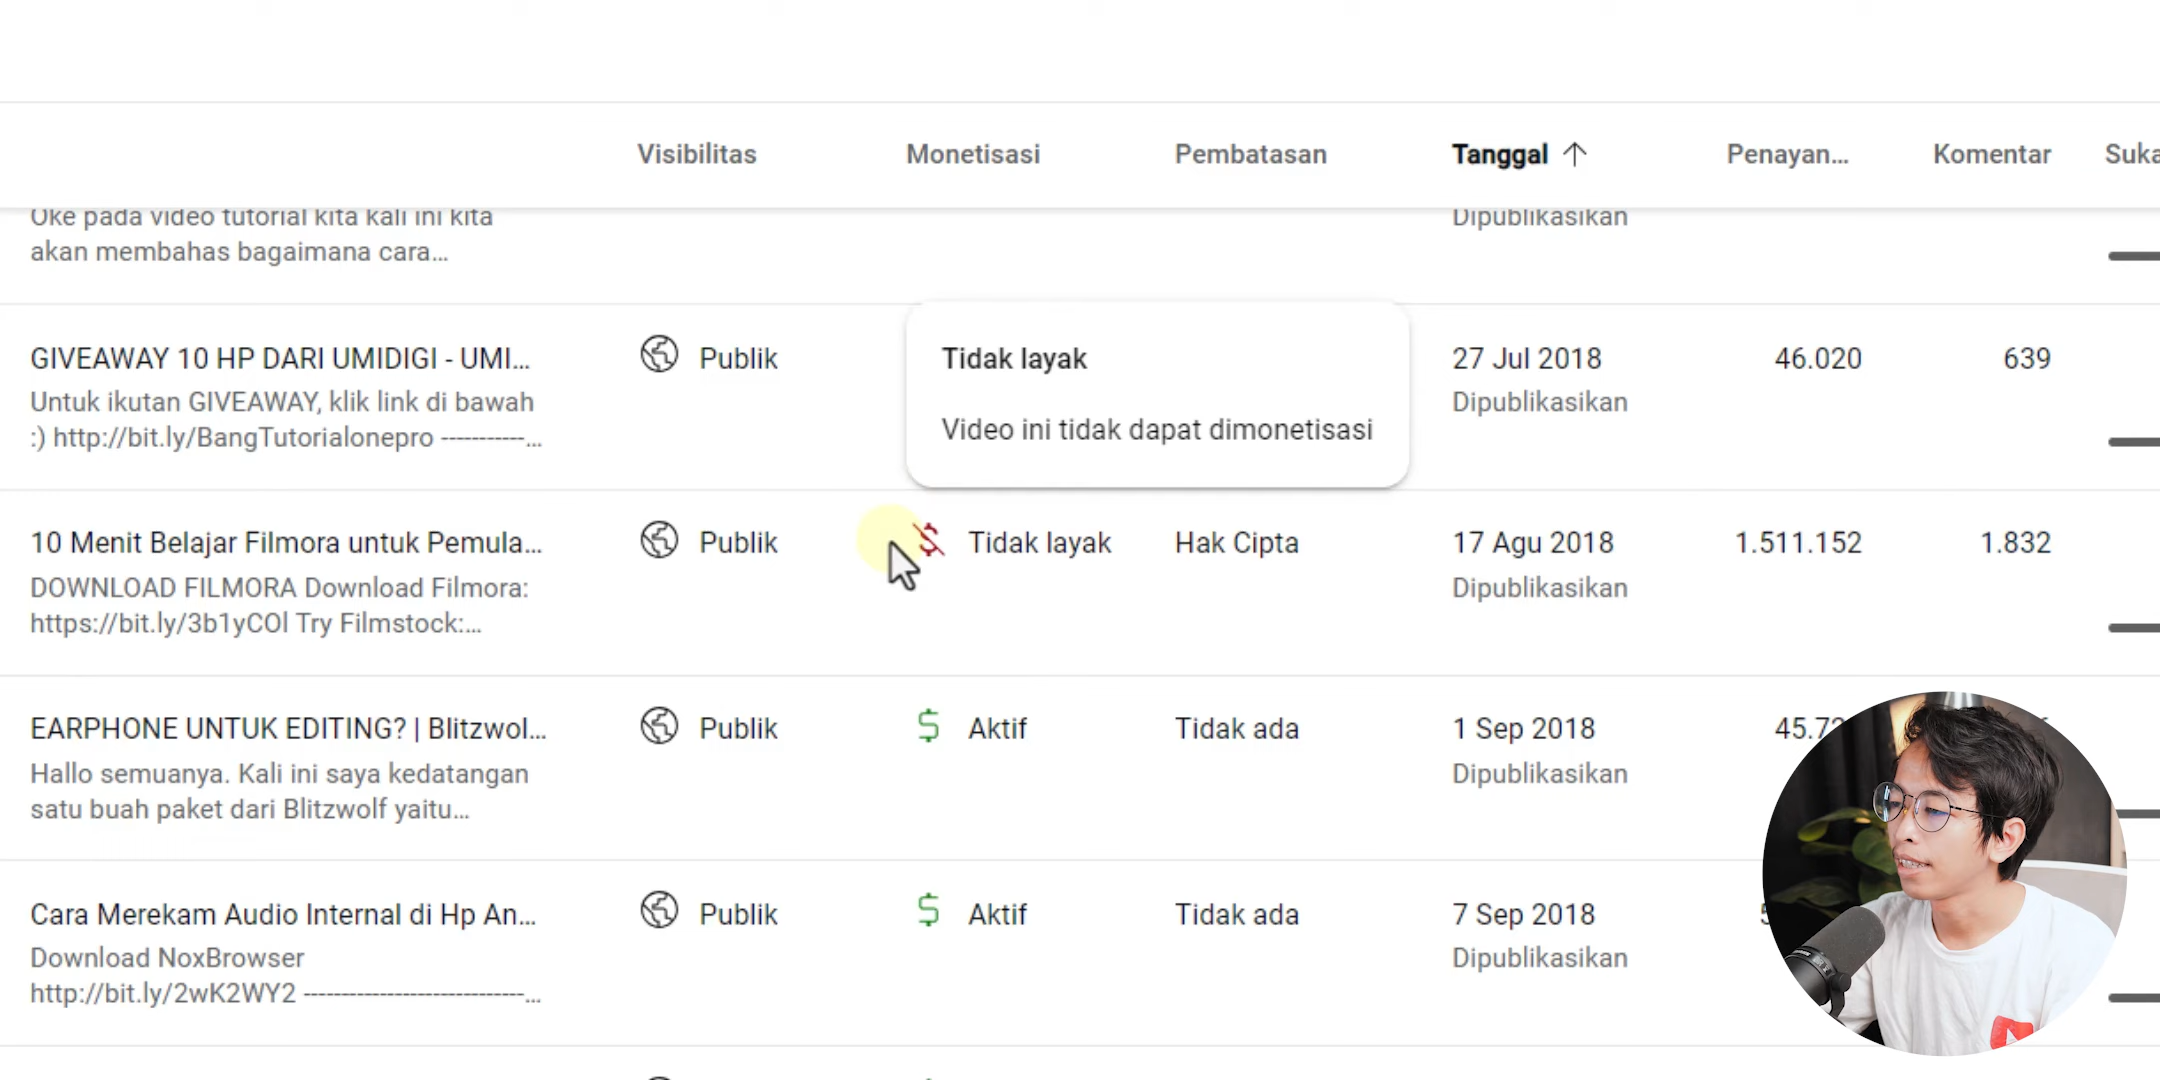 Visibilitas Monetisasi Pembatasan Tanggal ↑ Penayan... Komentar Suka
Oke pada video tutorial kita kali ini kita Dipublikasikan
akan membahas bagaimana cara...
GIVEAWAY 10 HP DARI UMIDIGI - UMI... Publik 27 Jul 2018 46.020 639
Untuk ikutan GIVEAWAY, klik link di bawah Dipublikasikan
:) http://bit.ly/BangTutorialonepro -----------...
Tidak layak
Video ini tidak dapat dimonetisasi
10 Menit Belajar Filmora untuk Pemula... Publik Tidak layak Hak Cipta 17 Agu 2018 1.511.152 1.832
DOWNLOAD FILMORA Download Filmora: Dipublikasikan
https://bit.ly/3b1yCOl Try Filmstock:...
EARPHONE UNTUK EDITING? | Blitzwol... Publik Aktif Tidak ada 1 Sep 2018
Hallo semuanya. Kali ini saya kedatangan Dipublikasikan
satu buah paket dari Blitzwolf yaitu...
Cara Merekam Audio Internal di Hp An... Publik Aktif Tidak ada 7 Sep 2018
Download NoxBrowser Dipublikasikan
http://bit.ly/2wK2WY2 ----------------------------...